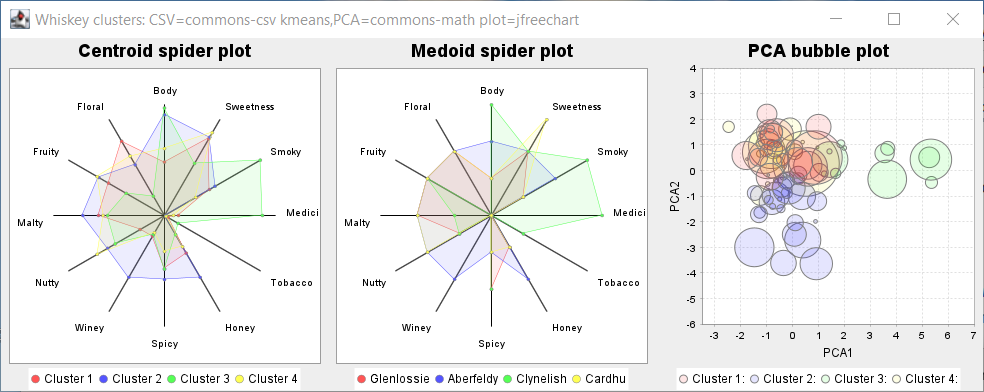 Whiskey clusters: CSV=commons-csv kmeans,PCA=commons-math plot=jfreechart
Centroid spider plot
Body
Sweetness
Smoky
Medici
Tobacco
Honey
Spicy
Winey
Nutty
Malty
Fruity
Floral
Cluster 1 Cluster 2 Cluster 3 Cluster 4
Medoid spider plot
Body
Sweetness
Smoky
Medici
Tobacco
Honey
Spicy
Winey
Nutty
Malty
Fruity
Floral
Glenlossie Aberfeldy Clynelish Cardhu
PCA bubble plot
PCA2
4
3
2
1
0
-1
-2
-3
-4
-5
-6
-3 -2 -1 0 1 2 3 4 5 6 7
PCA1
Cluster 1: Cluster 2: Cluster 3: Cluster 4: